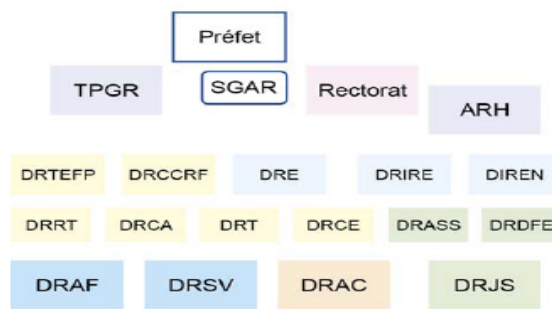 Préfet
TPGR SGAR Rectorat
ARH
DRTEFP DRCCRF DRE DRIRE DIREN
DRRT DRCA DRT DRCE DRASS DRDFE
DRAF DRSV DRAC DRJS